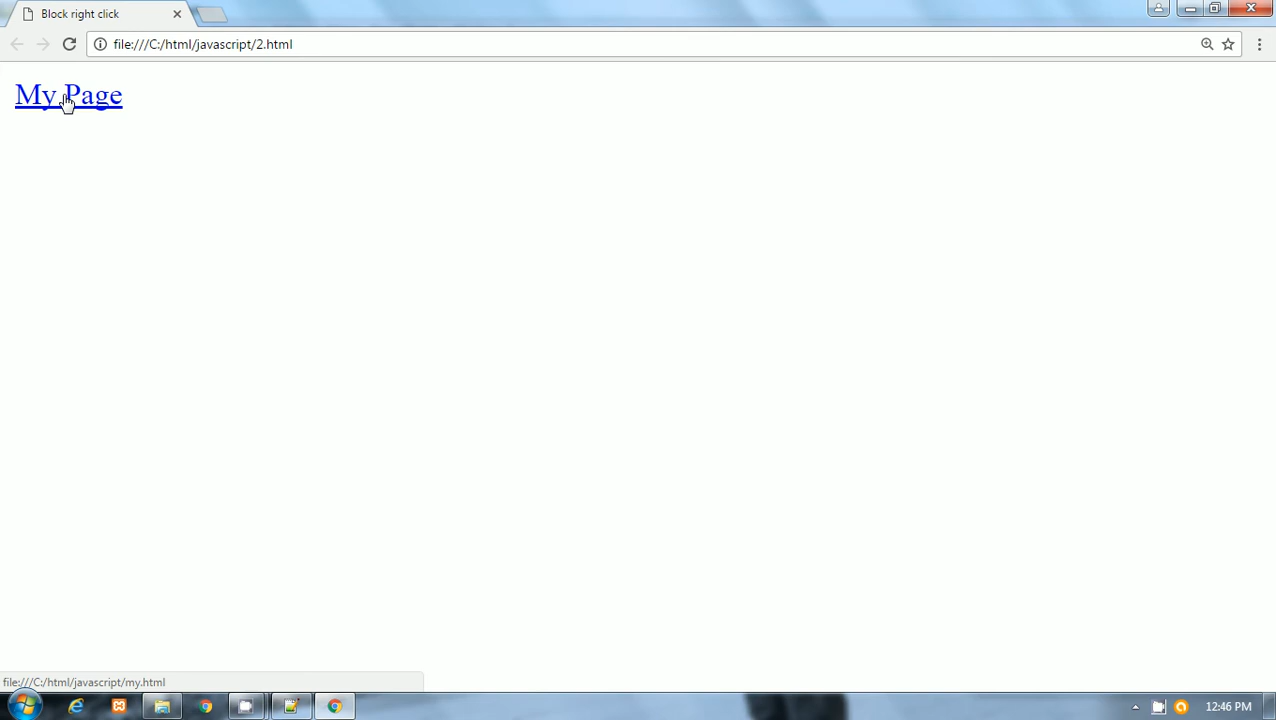 Block right click
file:///C:/html/javascript/2.html
My Page
file:///C:/html/javascript/my.html
12:46 PM